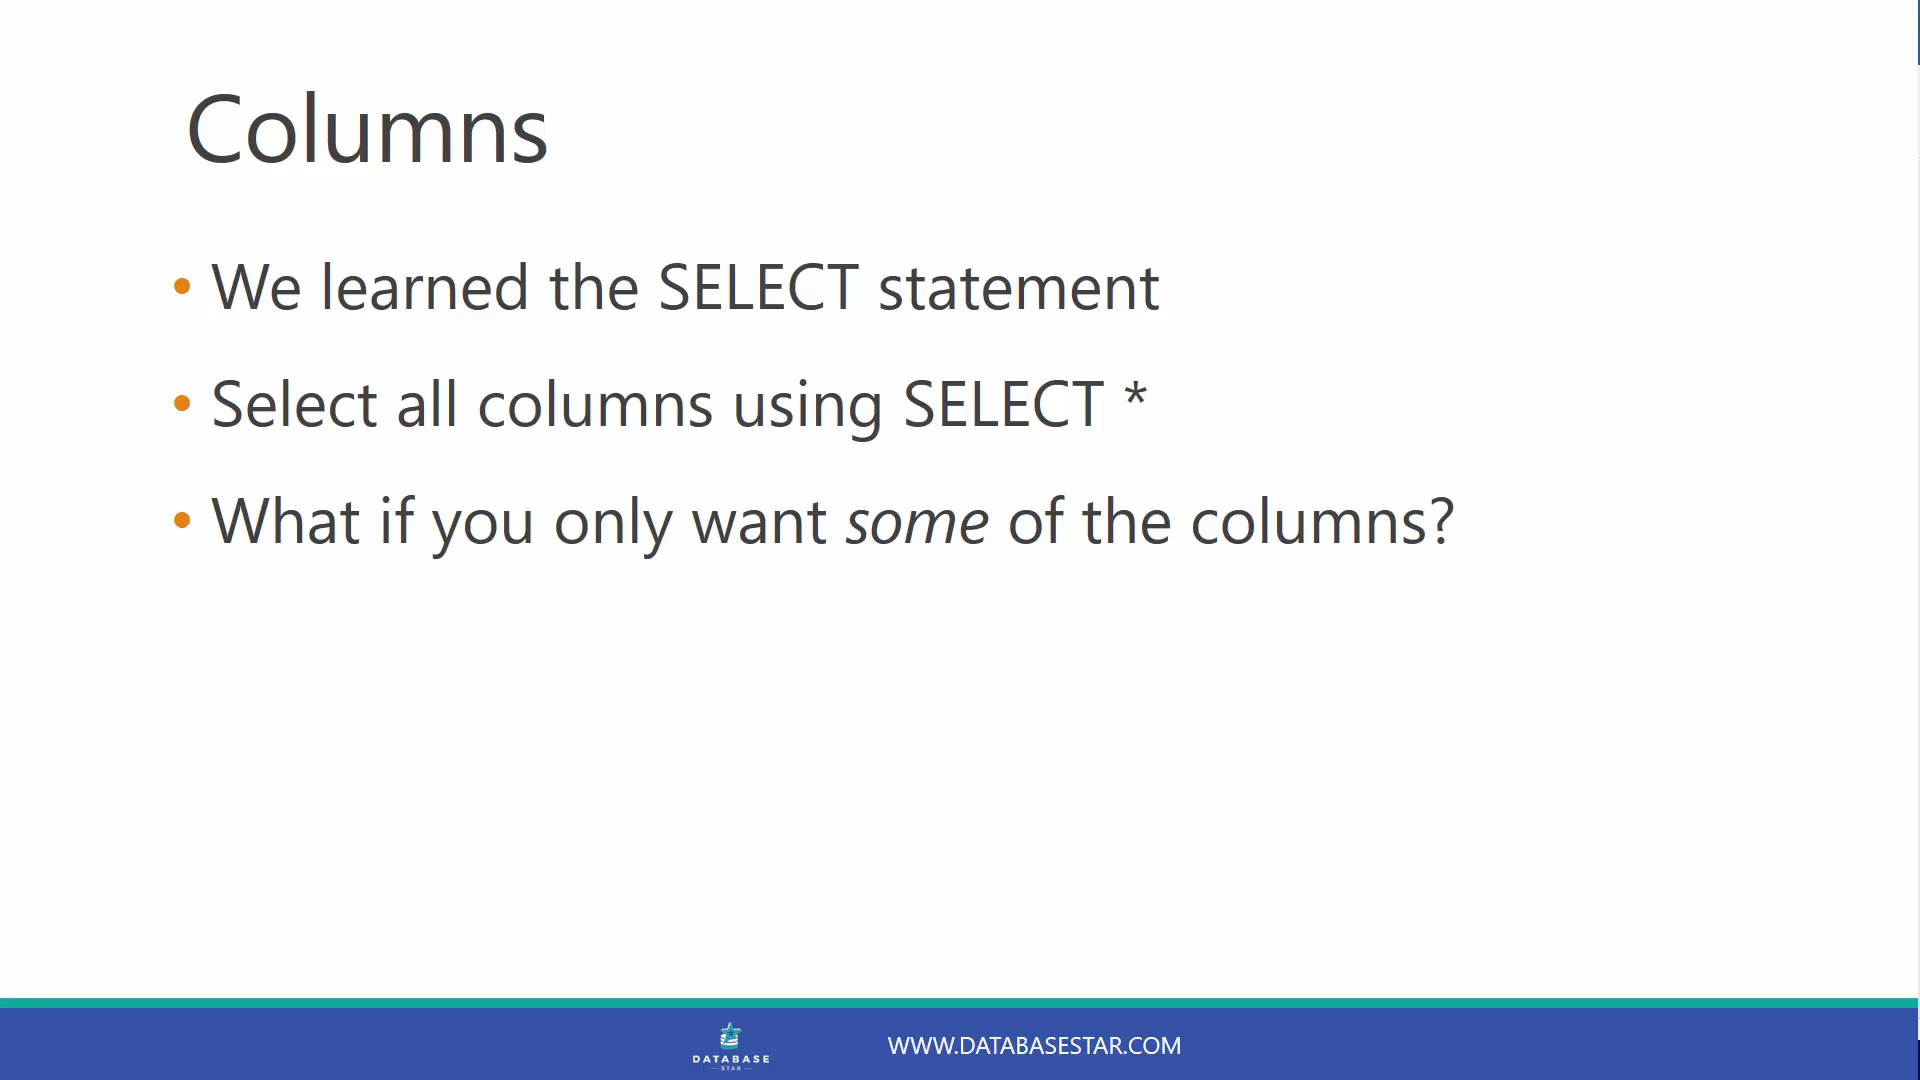 Columns
• We learned the SELECT statement
• Select all columns using SELECT *
• What if you only want some of the columns?
DATABASE
STAR
WWW.DATABASESTAR.COM